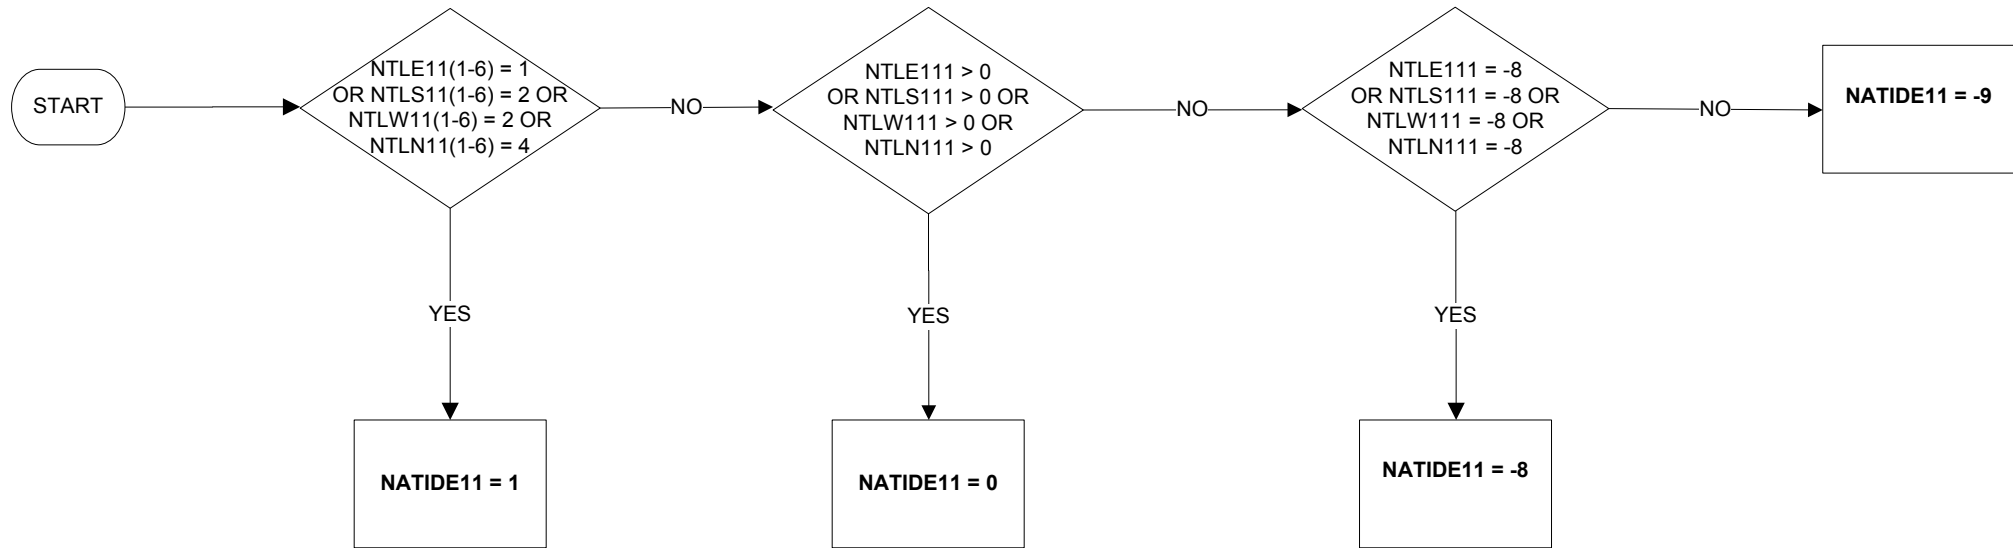 START
NTLE11(1-6) = 1
OR NTLS11(1-6) = 2 OR
NTLW11(1-6) = 2 OR
NTLN11(1-6) = 4
NO
NTLE111 > 0
OR NTLS111 > 0 OR
NTLW111 > 0 OR
NTLN111 > 0
NO
NTLE111 = -8
OR NTLS111 = -8 OR
NTLW111 = -8 OR
NTLN111 = -8
NO
NATIDE11 = -9
YES
YES
YES
NATIDE11 = 1
NATIDE11 = 0
NATIDE11 = -8